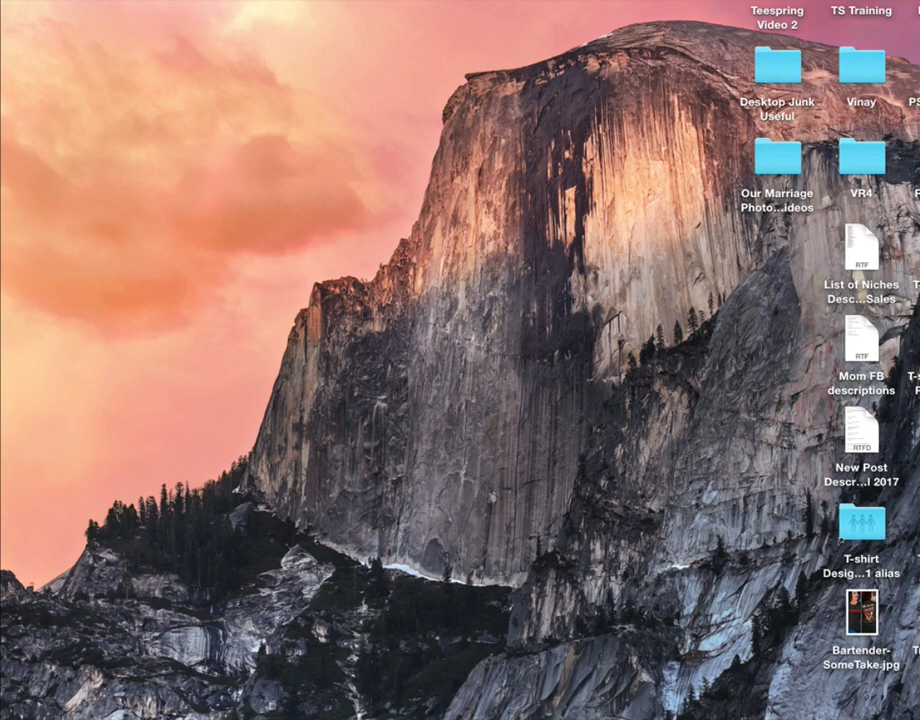 Teespring
Video 2
TS Training
Desktop Junk
Useful
Vinay
PS
Our Marriage
Photo...ideos
VR4
RTF
List of Niches
Desc...Sales
RTF
Mom FB
descriptions
RTFD
New Post
Descr...l 2017
T-shirt
Desig...1 alias
Bartender-
SomeTake.jpg